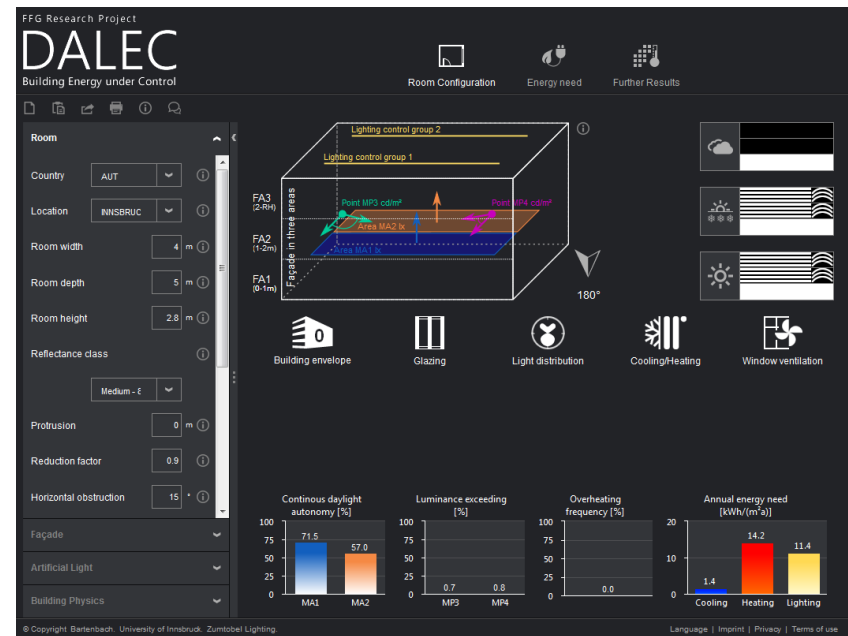 FFG Research Project
DALEC
Building Energy under Control
Room Configuration
Energy need
Further Results
Room
Country AUT
Location INNSBRUC
Room width 4 m
Room depth 5 m
Room height 2.8 m
Reflectance class
Medium - E
Protrusion 0 m
Reduction factor 0.9
Horizontal obstruction 15 °
Façade
Artificial Light
Building Physics
Lighting control group 2
Lighting control group 1
FA3
(2-RH)
FA2
(1-2m)
FA1
(0-1m)
Façade in three areas
Point MP3 cd/m²
Point MP4 cd/m²
Area MA2 lx
Area MA1 lx
180°
0
Building envelope
Glazing
Light distribution
Cooling/Heating
Window ventilation
Continous daylight
autonomy [%]
100
75
50
25
0
71.5
57.0
MA1 MA2
Luminance exceeding
[%]
100
75
50
25
0
0.7 0.8
MP3 MP4
Overheating
frequency [%]
100
75
50
25
0
0.0
Annual energy need
[kWh/(m²a)]
20
10
0
1.4
14.2
11.4
Cooling Heating Lighting
© Copyright Bartenbach. University of Innsbruck. Zumtobel Lighting.
Language | Imprint | Privacy | Terms of use